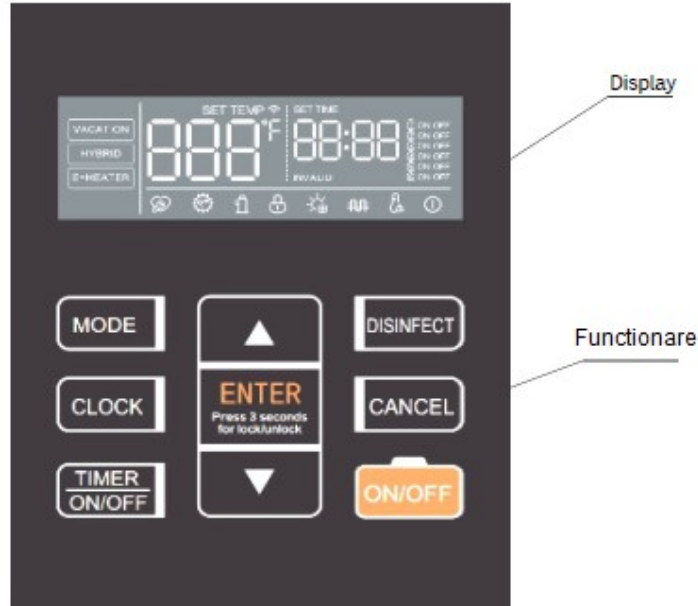 Display
SET TEMP
SET TIME
VACATION
HYBRID
E-HEATER
888
°F
88:88
INVALID
ON OFF
ON OFF
ON OFF
ON OFF
ON OFF
ON OFF
MODE
DISINFECT
Functionare
CLOCK
ENTER
Press 3 seconds
for lock/unlock
CANCEL
TIMER
ON/OFF
ON/OFF